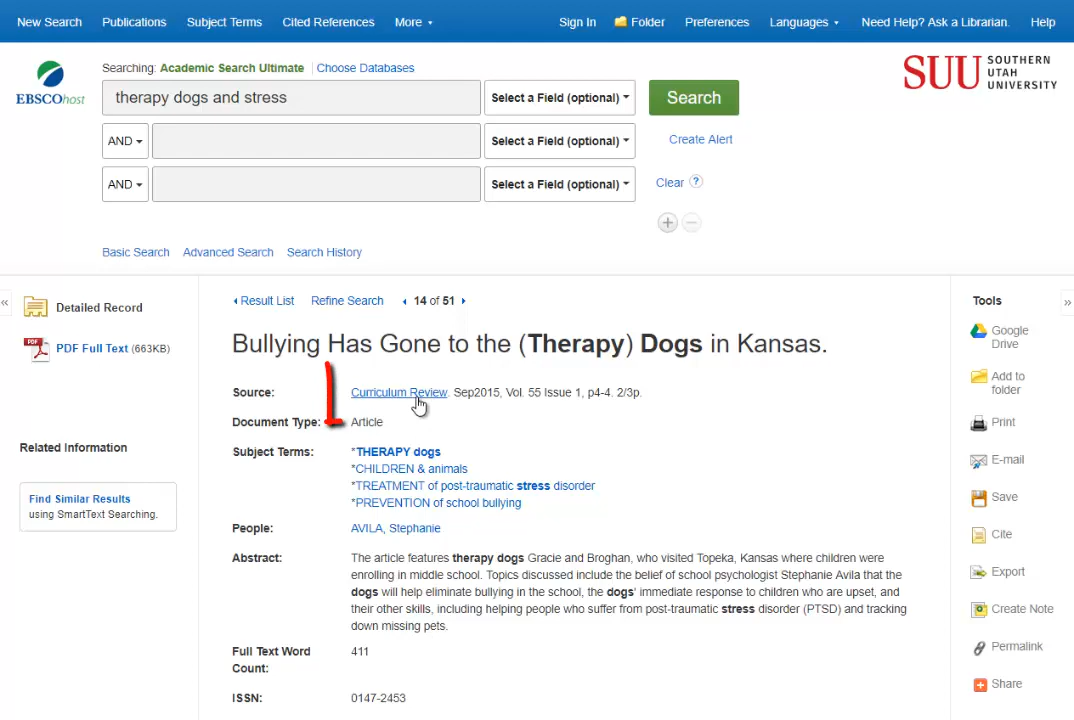 New Search Publications Subject Terms Cited References More Sign In Folder Preferences Languages Need Help? Ask a Librarian. Help
EBSCOhost
Searching: Academic Search Ultimate Choose Databases
SUU SOUTHERN UTAH UNIVERSITY
therapy dogs and stress Select a Field (optional) Search
AND Select a Field (optional) Create Alert
AND Select a Field (optional) Clear ?
Basic Search Advanced Search Search History
« Detailed Record
PDF PDF Full Text (663KB)
Related Information
Find Similar Results
using SmartText Searching.
Result List Refine Search 14 of 51
Bullying Has Gone to the (Therapy) Dogs in Kansas.
Source: Curriculum Review. Sep2015, Vol. 55 Issue 1, p4-4. 2/3p.
Document Type: Article
Subject Terms: *THERAPY dogs
*CHILDREN & animals
*TREATMENT of post-traumatic stress disorder
*PREVENTION of school bullying
People: AVILA, Stephanie
Abstract: The article features therapy dogs Gracie and Broghan, who visited Topeka, Kansas where children were
enrolling in middle school. Topics discussed include the belief of school psychologist Stephanie Avila that the
dogs will help eliminate bullying in the school, the dogs' immediate response to children who are upset, and
their other skills, including helping people who suffer from post-traumatic stress disorder (PTSD) and tracking
down missing pets.
Full Text Word 411
Count:
ISSN: 0147-2453
Tools »
Google
Drive
Add to
folder
Print
E-mail
Save
Cite
Export
Create Note
Permalink
Share